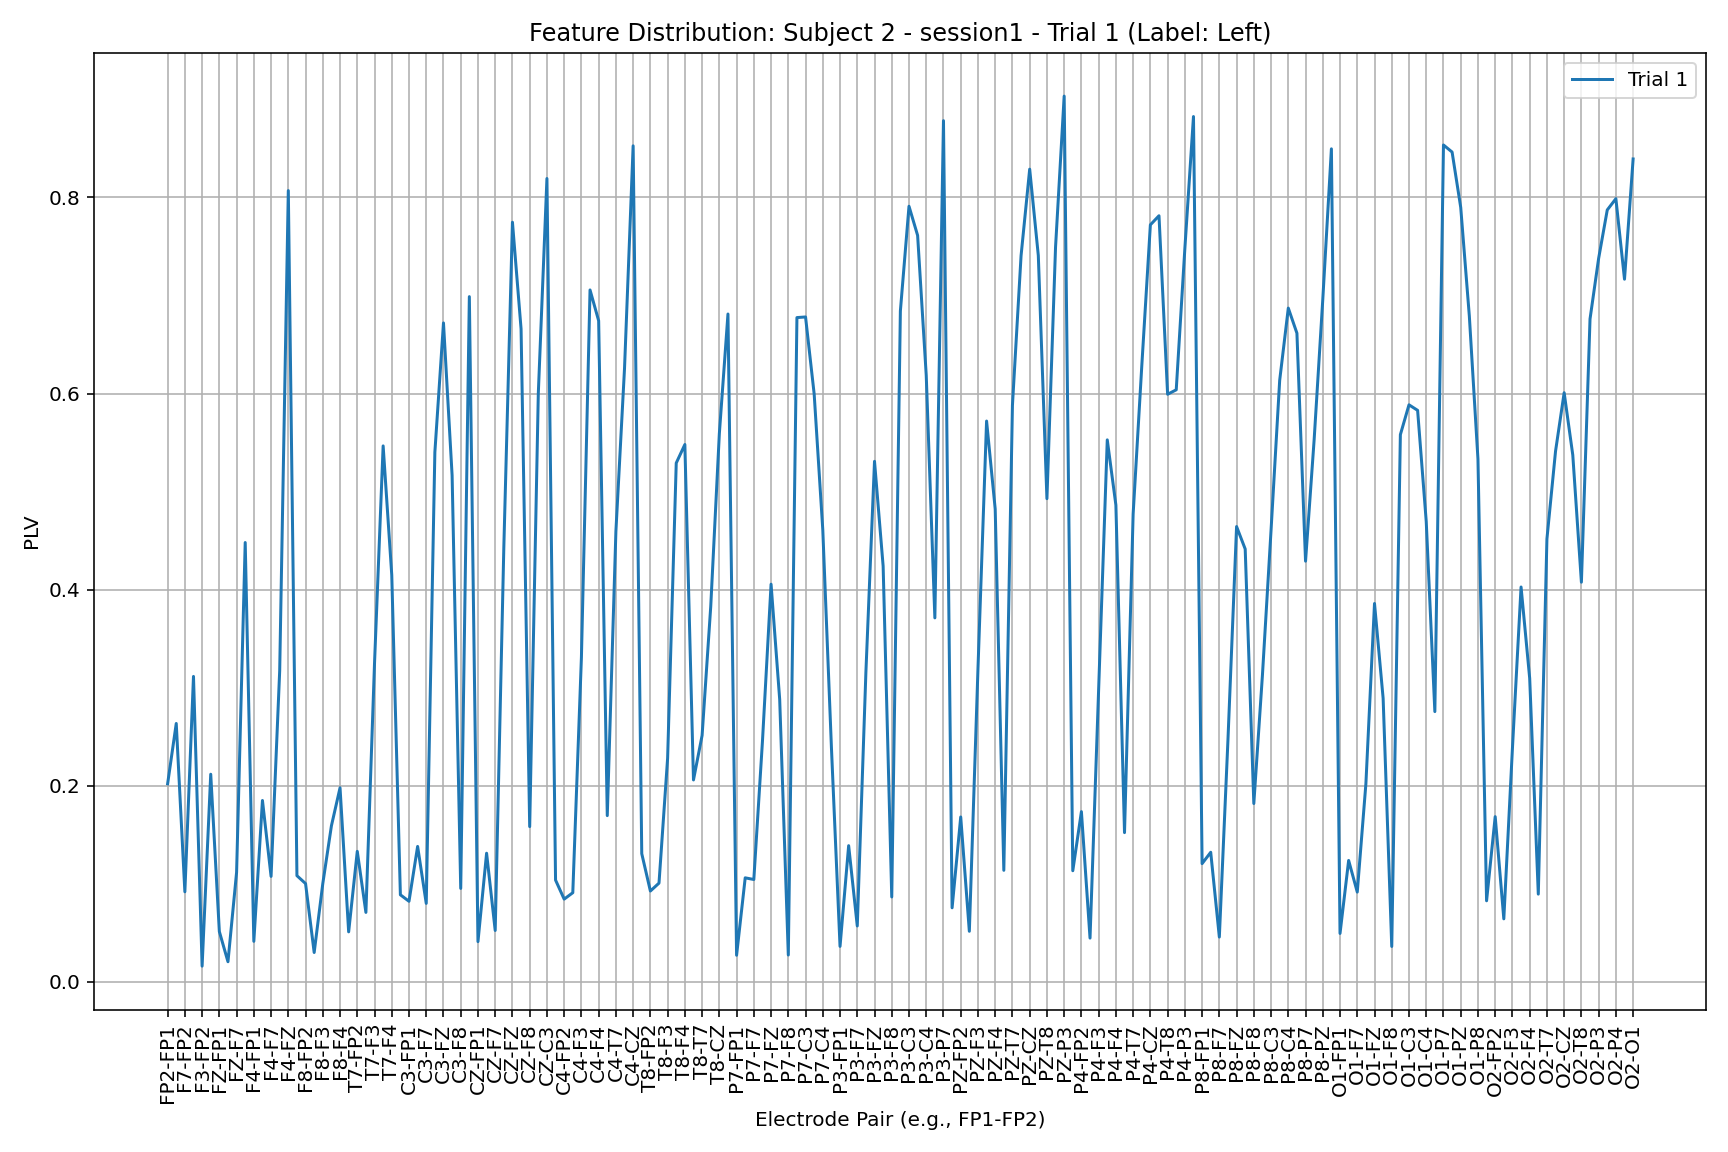 Feature Distribution: Subject 2 - session1 - Trial 1 (Label: Left)
Trial 1
PLV
0.8
0.6
0.4
0.2
0.0
FP2-FP1
F7-FP2
F3-FP2
FZ-FP1
FZ-F7
F4-FP1
F4-F7
F4-FZ
F8-FP2
F8-F3
F8-F4
T7-FP2
T7-F3
T7-F4
C3-FP1
C3-F7
C3-FZ
C3-F8
CZ-FP1
CZ-F7
CZ-FZ
CZ-F8
CZ-C3
C4-FP2
C4-F3
C4-F4
C4-T7
C4-CZ
T8-FP2
T8-F3
T8-F4
T8-T7
T8-CZ
P7-FP1
P7-F7
P7-FZ
P7-F8
P7-C3
P7-C4
P3-FP1
P3-F7
P3-FZ
P3-F8
P3-C3
P3-C4
P3-P7
PZ-FP2
PZ-F3
PZ-F4
PZ-T7
PZ-CZ
PZ-T8
PZ-P3
P4-FP2
P4-F3
P4-F4
P4-T7
P4-CZ
P4-T8
P4-P3
P8-FP1
P8-F7
P8-FZ
P8-F8
P8-C3
P8-C4
P8-P7
P8-PZ
O1-FP1
O1-F7
O1-FZ
O1-F8
O1-C3
O1-C4
O1-P7
O1-PZ
O1-P8
O2-FP2
O2-F3
O2-F4
O2-T7
O2-CZ
O2-T8
O2-P3
O2-P4
O2-O1
Electrode Pair (e.g., FP1-FP2)